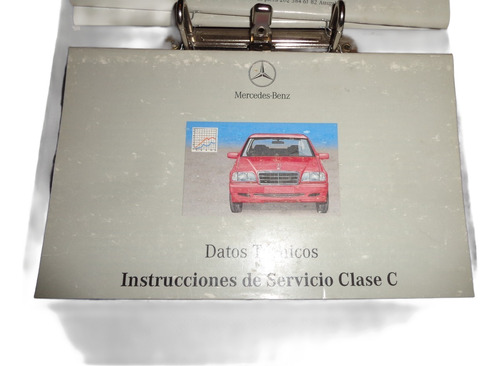 Mercedes-Benz
Datos Técnicos
Instrucciones de Servicio Clase C